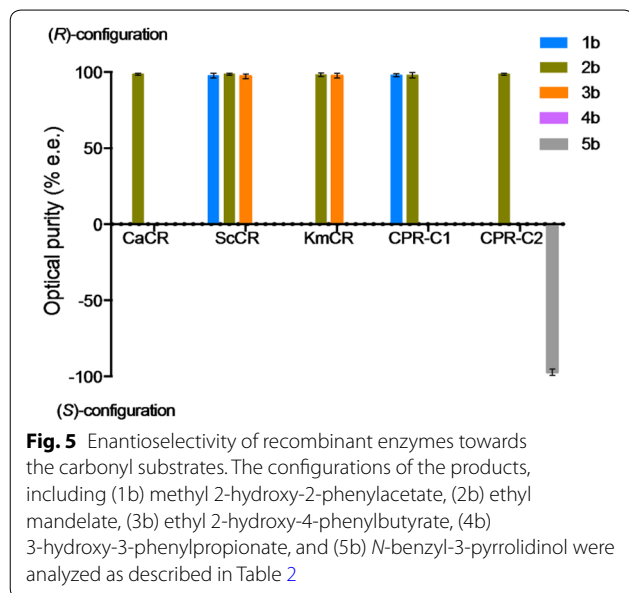 (R)-configuration
1b
2b
3b
4b
5b
100
50
0
-50
-100
Optical purity (% e.e.)
CaCR ScCR KmCR CPR-C1 CPR-C2
(S)-configuration
Fig. 5 Enantioselectivity of recombinant enzymes towards
the carbonyl substrates. The configurations of the products,
including (1b) methyl 2-hydroxy-2-phenylacetate, (2b) ethyl
mandelate, (3b) ethyl 2-hydroxy-4-phenylbutyrate, (4b)
3-hydroxy-3-phenylpropionate, and (5b) N-benzyl-3-pyrrolidinol were
analyzed as described in Table 2